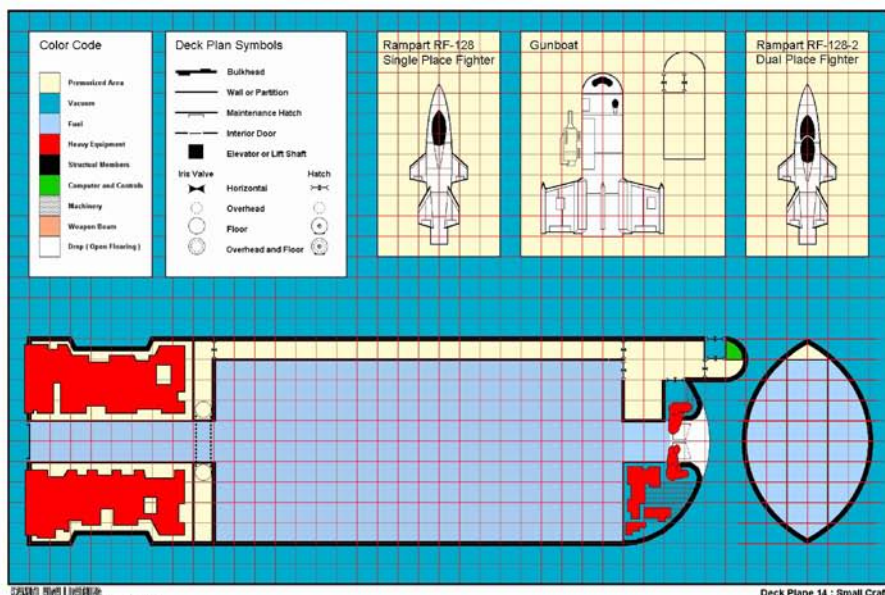 Color Code
Pressurized Area
Vacuum
Fuel
Heavy Equipment
Structural Members
Computer and Controls
Machinery
Weapon Beam
Drop ( Open Flooring )
Deck Plan Symbols
Bulkhead
Wall or Partition
Maintenance Hatch
Interior Door
Elevator or Lift Shaft
Iris Valve
Hatch
Horizontal
Overhead
Floor
Overhead and Floor
Rampart RF-128
Single Place Fighter
Gunboat
Rampart RF-128-2
Dual Place Fighter
Deck Plans 14 : Small Craft